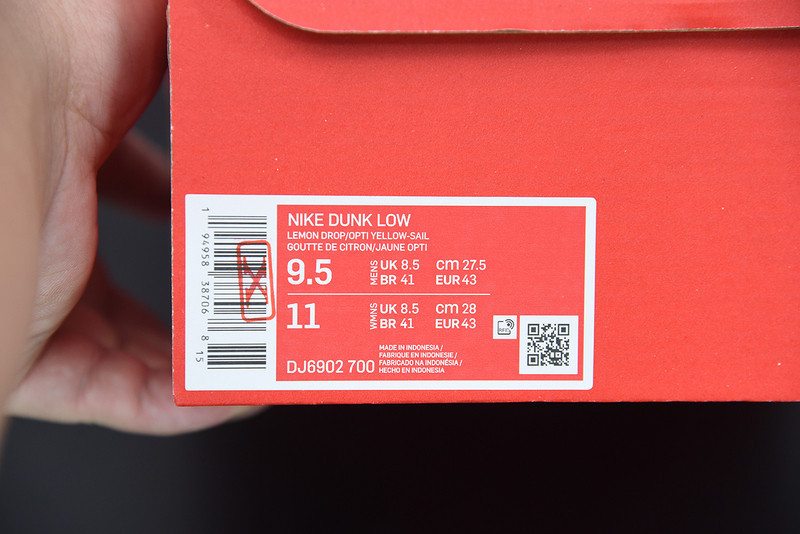 NIKE DUNK LOW
LEMON DROP/OPTI YELLOW-SAIL
GOUTTE DE CITRON/JAUNE OPTI
9.5 MENS UK 8.5 cm 27.5
BR 41 EUR 43
11 WMNS UK 8.5 cm 28
BR 41 EUR 43
DJ6902 700
MADE IN INDONESIA /
FABRIQUE EN INDONESIE /
FABRICADO NA INDONÉSIA /
HECHO EN INDONESIA
RFID
1 94958 38706 8 15